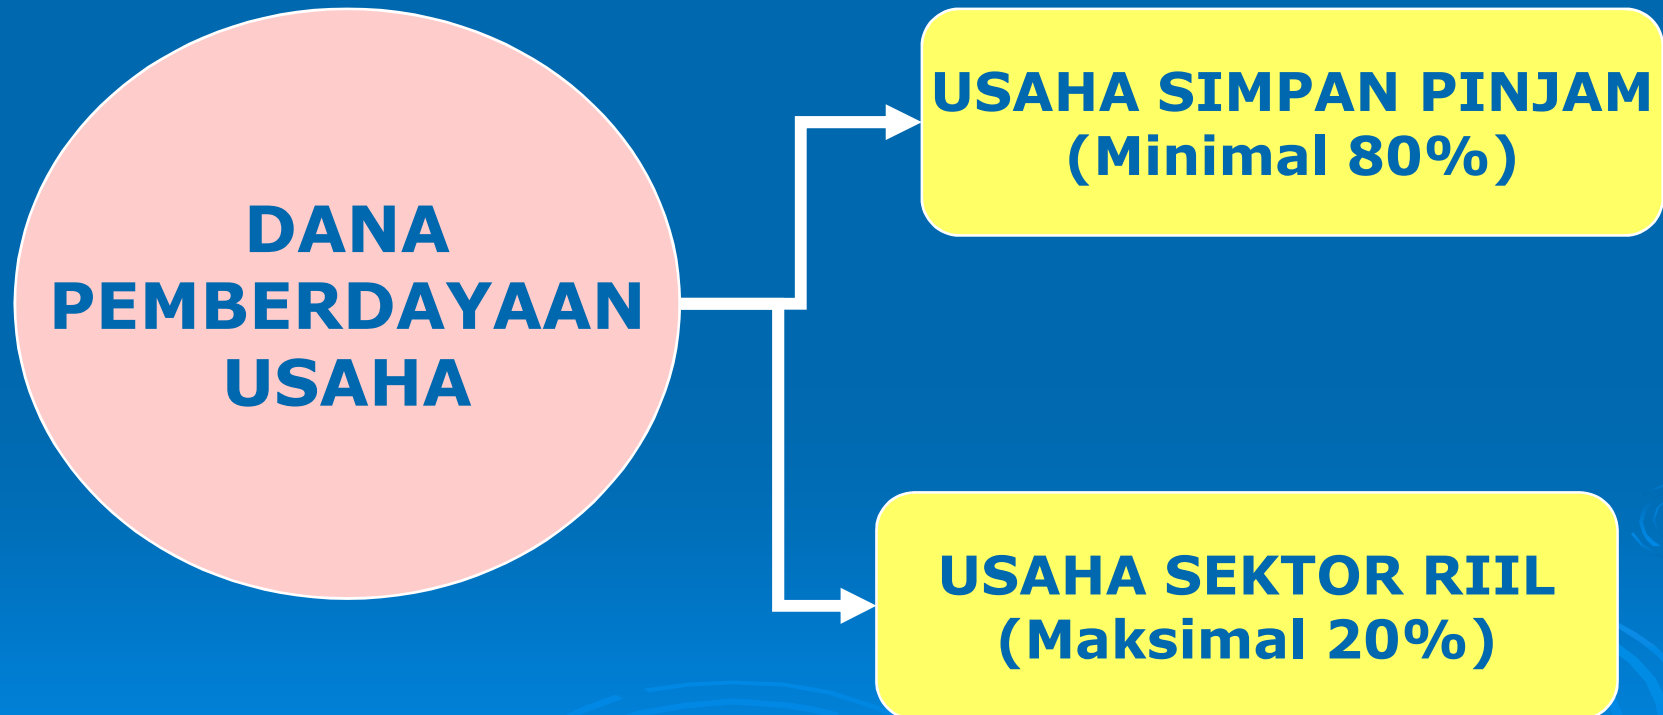 DANA
PEMBERDAYAAN
USAHA
USAHA SIMPAN PINJAM
(Minimal 80%)
USAHA SEKTOR RIIL
(Maksimal 20%)